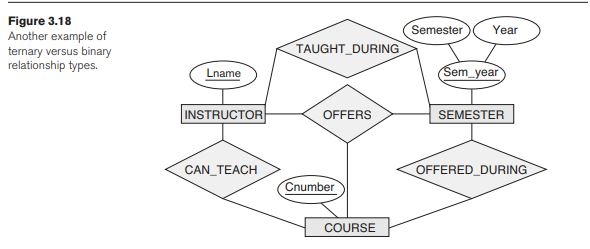 Figure 3.18
Another example of
ternary versus binary
relationship types.
Semester
Year
TAUGHT_DURING
Lname
Sem_year
INSTRUCTOR
OFFERS
SEMESTER
CAN_TEACH
OFFERED_DURING
Cnumber
COURSE